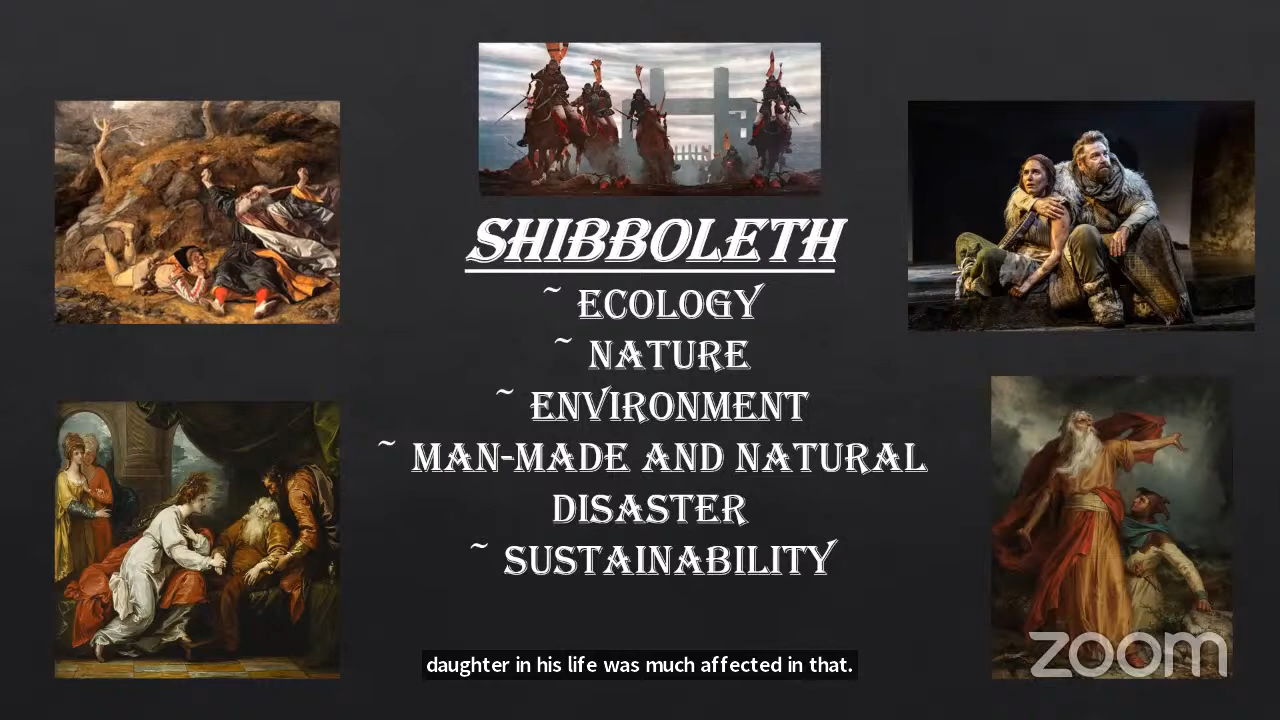 SHIBBOLETH
~ ECOLOGY
~ NATURE
~ ENVIRONMENT
~ MAN-MADE AND NATURAL
DISASTER
~ SUSTAINABILITY
daughter in his life was much affected in that.
zoom